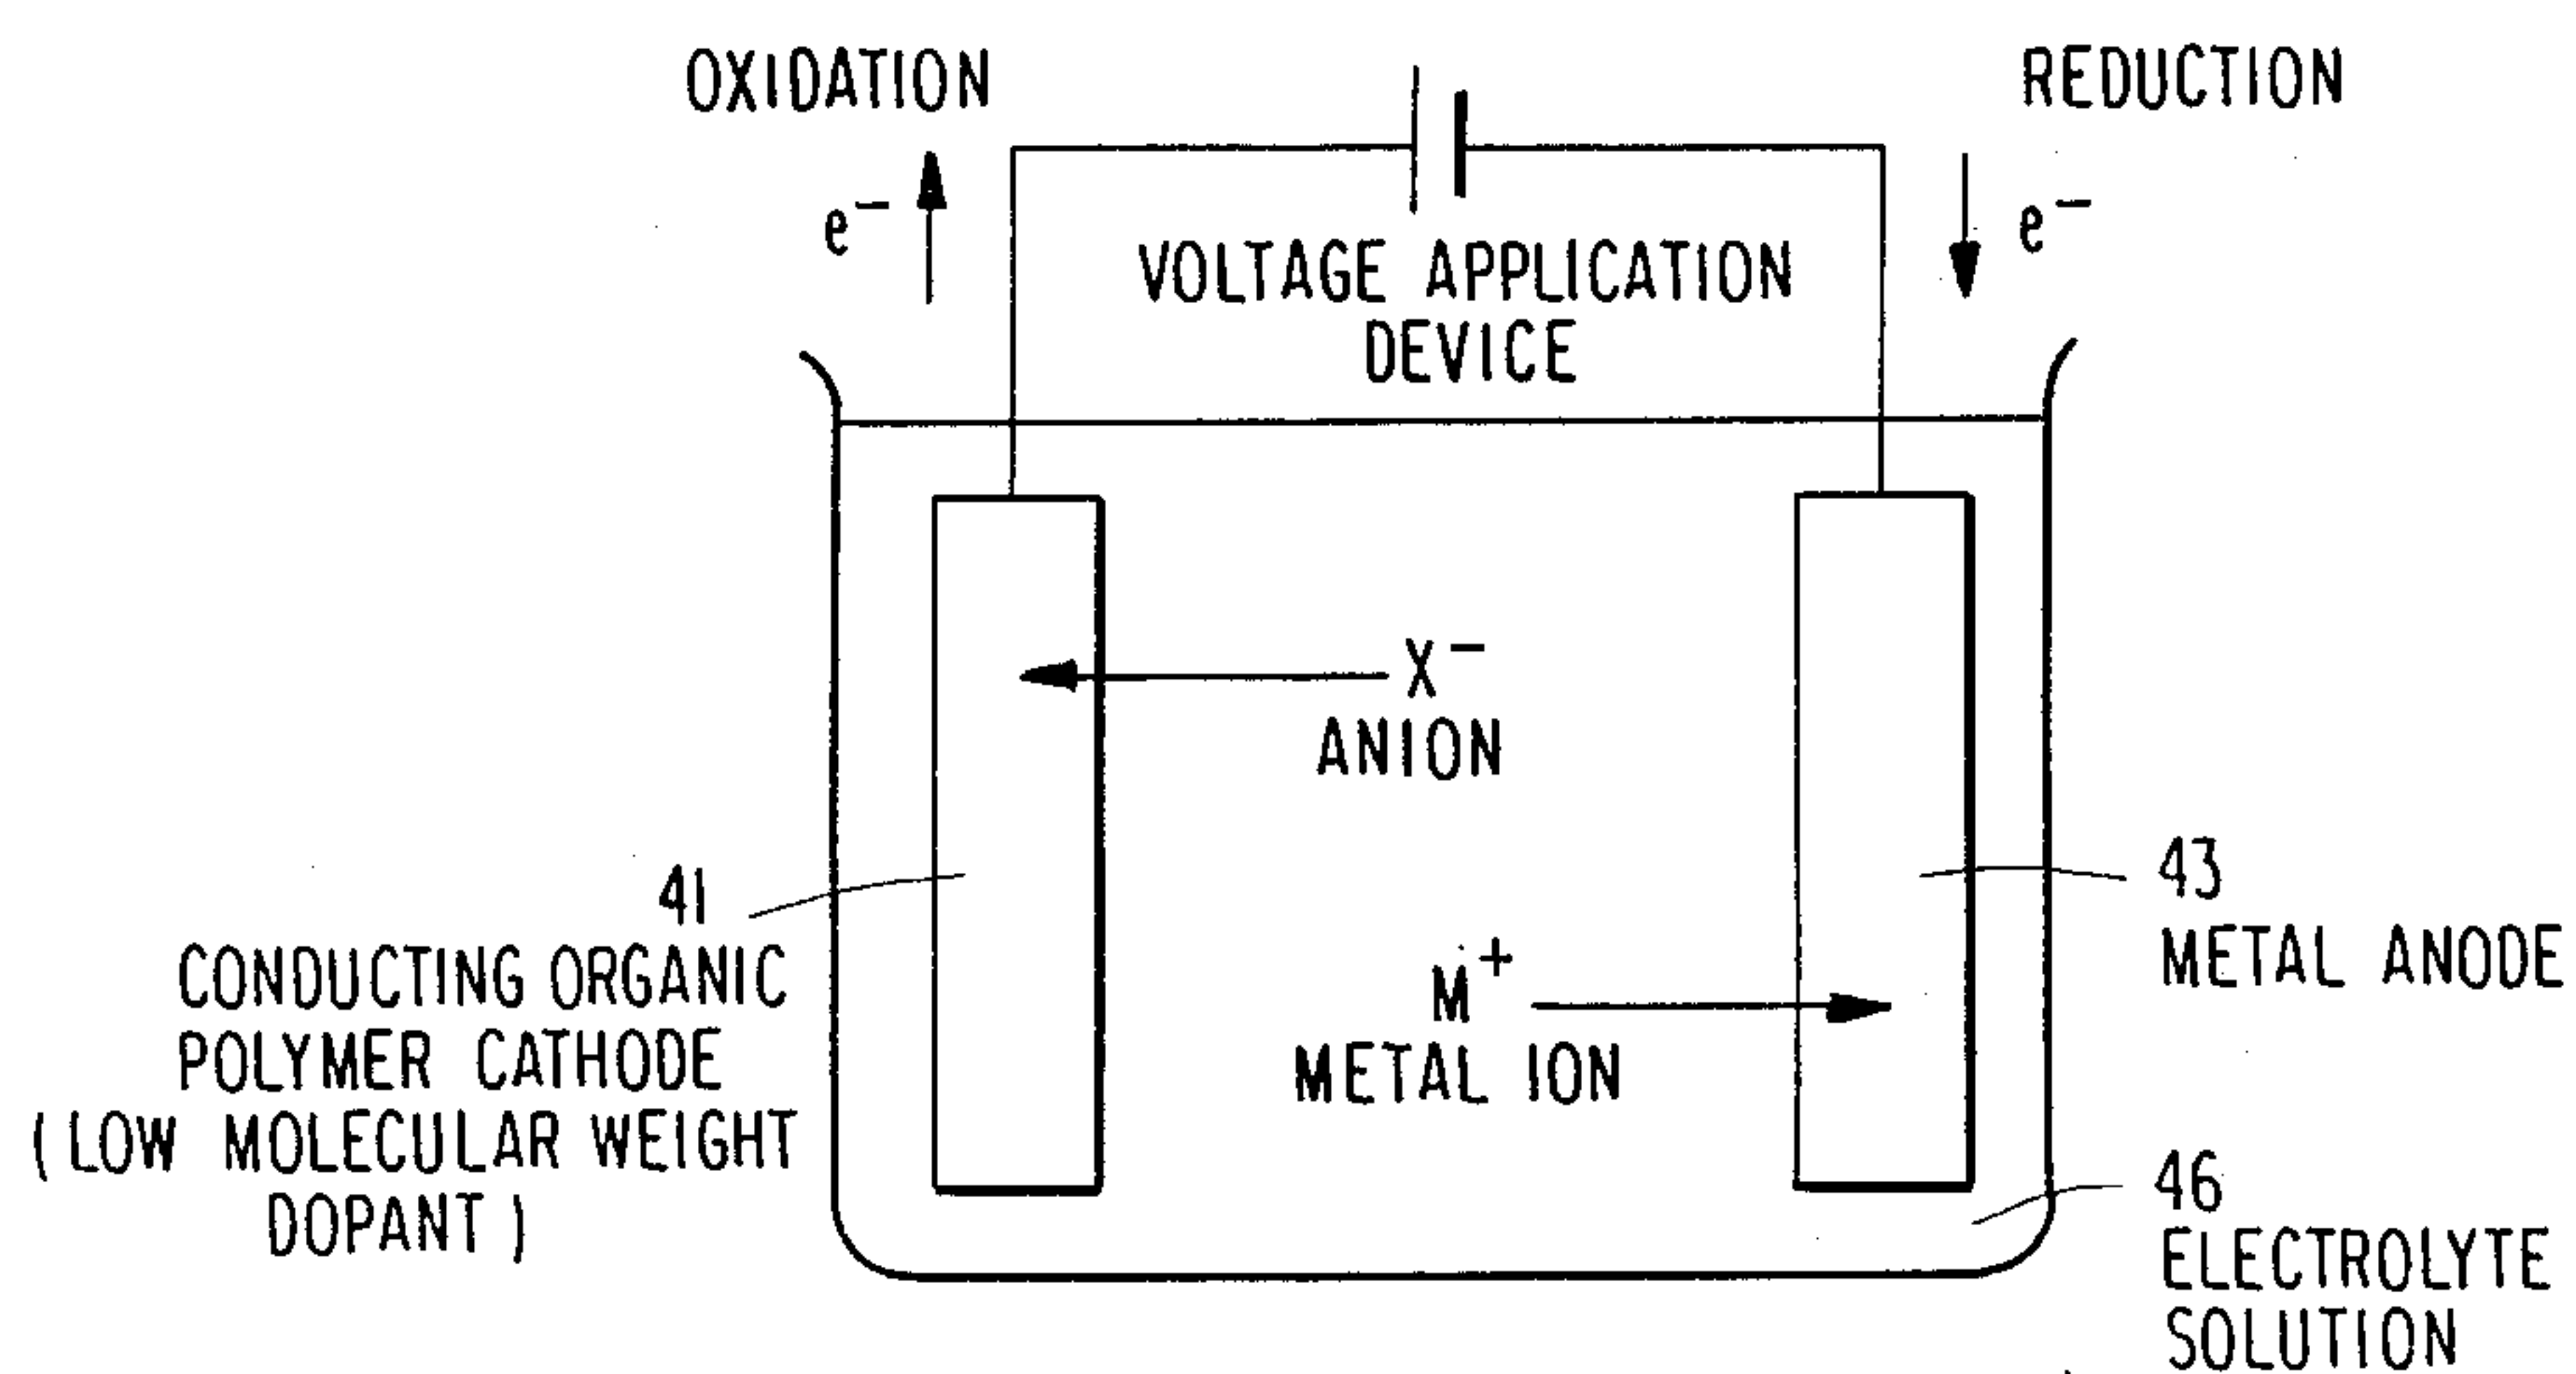 OXIDATION
REDUCTION
e⁻
e⁻
VOLTAGE APPLICATION
DEVICE
X⁻
ANION
41
CONDUCTING ORGANIC
POLYMER CATHODE
(LOW MOLECULAR WEIGHT
DOPANT)
43
METAL ANODE
M⁺
METAL ION
46
ELECTROLYTE
SOLUTION